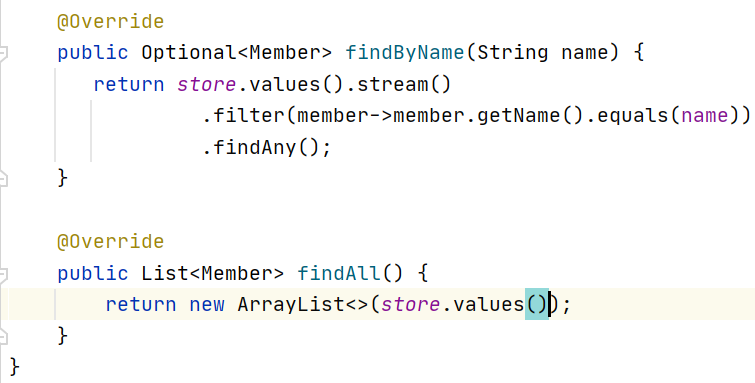 @Override
public Optional<Member> findByName(String name) {
return store.values().stream()
.filter(member->member.getName().equals(name))
.findAny();
}
@Override
public List<Member> findAll() {
return new ArrayList<>(store.values());
}
}